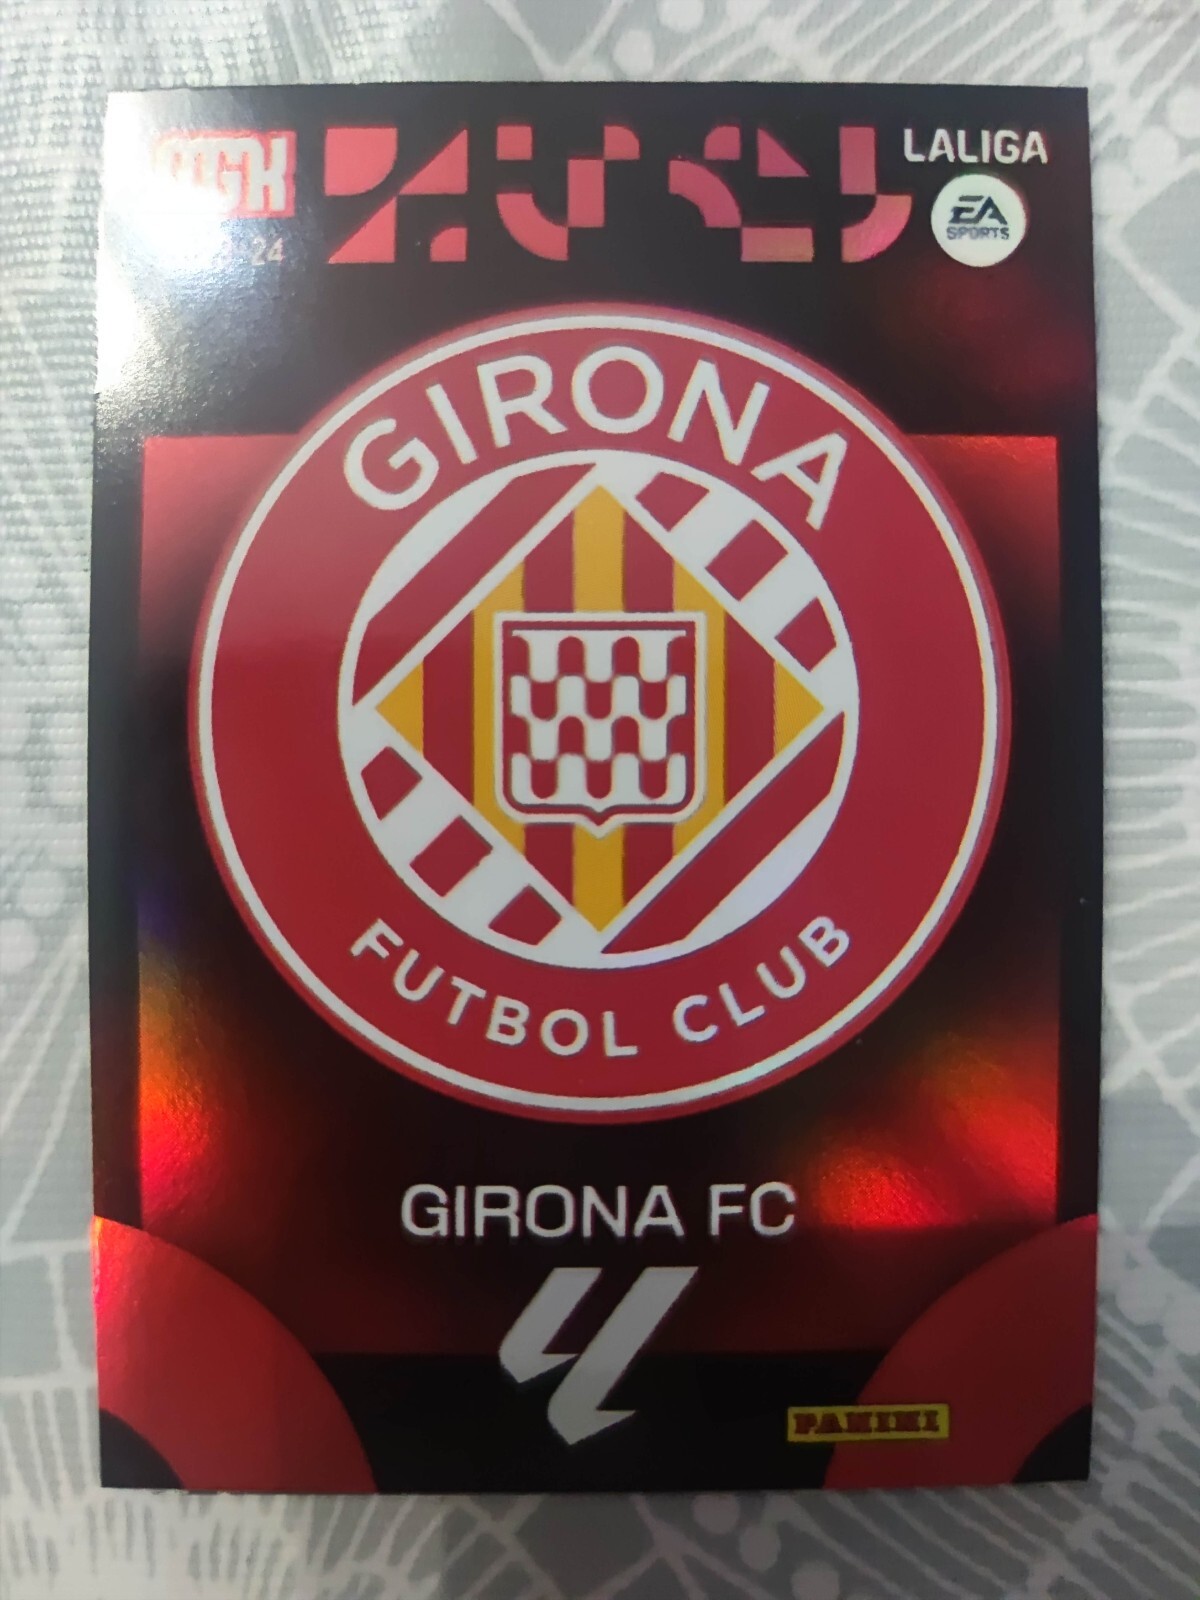 24
LALIGA
EA
SPORTS
GIRONA
FUTBOL CLUB
GIRONA FC
PANINI